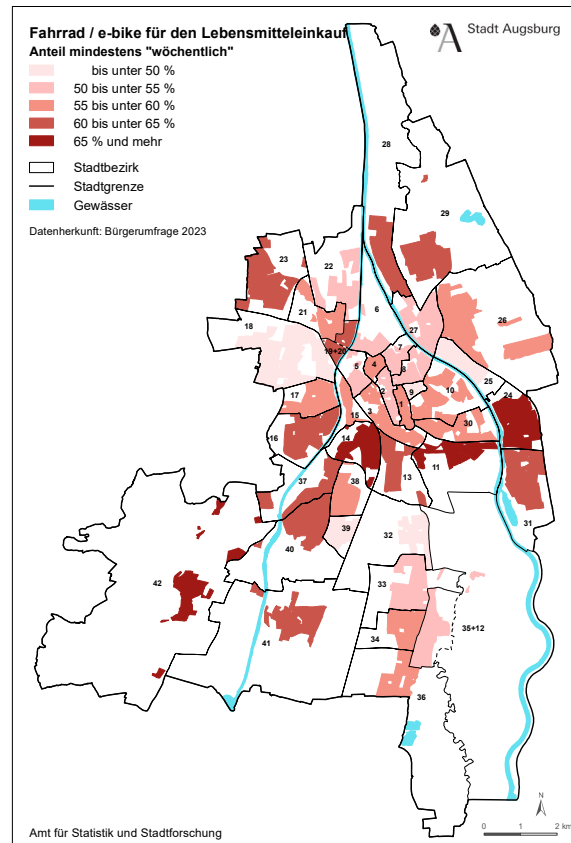 Fahrrad / e-bike für den Lebensmitteleinkauf
Anteil mindestens "wöchentlich"
bis unter 50 %
50 bis unter 55 %
55 bis unter 60 %
60 bis unter 65 %
65 % und mehr
Stadtbezirk
Stadtgrenze
Gewässer
Datenherkunft: Bürgerumfrage 2023
Stadt Augsburg
28
29
23
22
21
6
26
18
27
7
19+20
5
4
8
25
2
9
10
24
17
1
3
15
30
16
14
11
13
37
38
31
39
32
40
42
33
35+12
34
41
36
N
0 1 2 km
Amt für Statistik und Stadtforschung